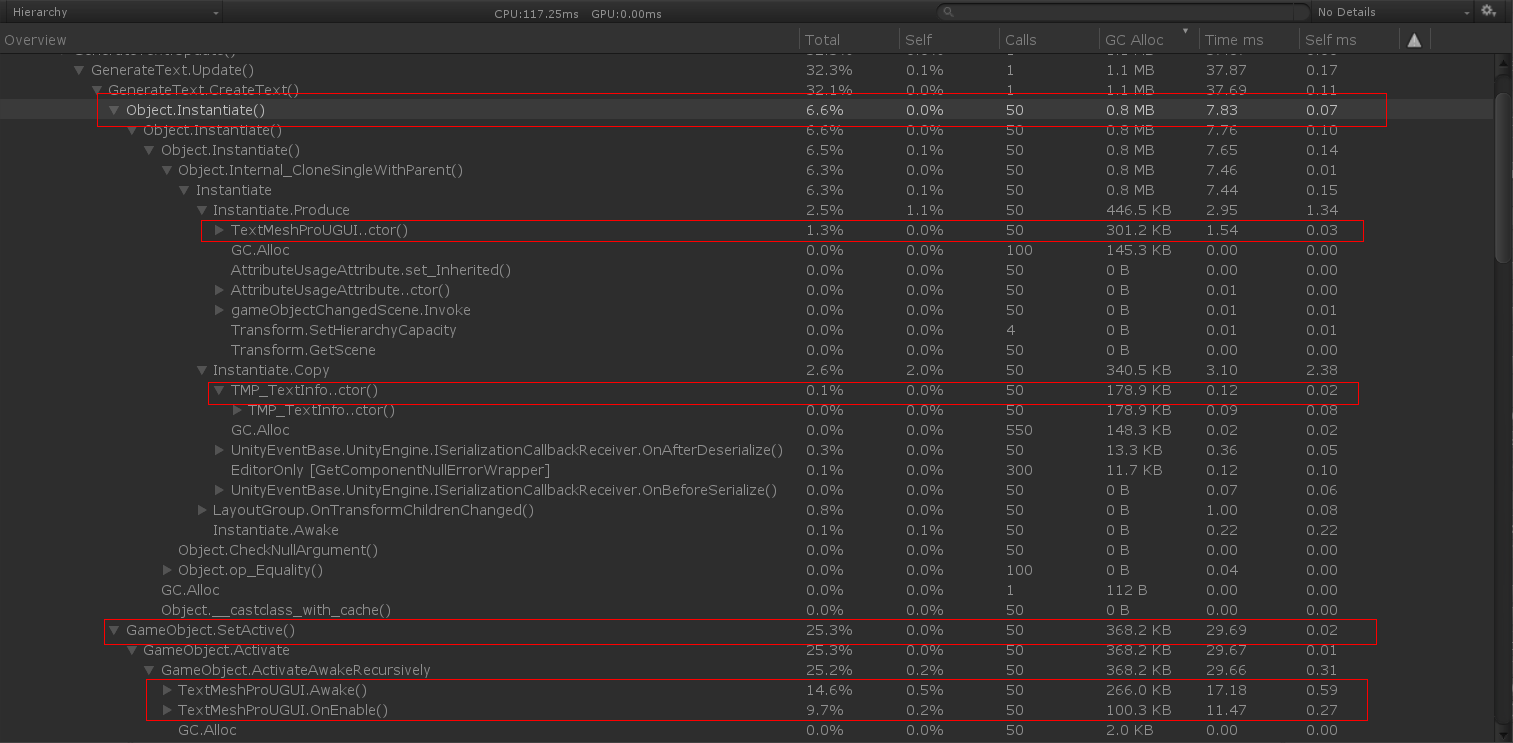 Hierarchy CPU:117.25ms GPU:0.00ms No Details
Overview Total Self Calls GC Alloc Time ms Self ms
GenerateText.Update() 32.3% 0.1% 1 1.1 MB 37.87 0.17
GenerateText.CreateText() 32.1% 0.0% 1 1.1 MB 37.69 0.11
Object.Instantiate() 6.6% 0.0% 50 0.8 MB 7.83 0.07
Object.Instantiate() 6.6% 0.0% 50 0.8 MB 7.76 0.10
Object.Instantiate() 6.5% 0.1% 50 0.8 MB 7.65 0.14
Object.Internal_CloneSingleWithParent() 6.3% 0.0% 50 0.8 MB 7.46 0.01
Instantiate 6.3% 0.1% 50 0.8 MB 7.44 0.15
Instantiate.Produce 2.5% 1.1% 50 446.5 KB 2.95 1.34
TextMeshProUGUI..ctor() 1.3% 0.0% 50 301.2 KB 1.54 0.03
GC.Alloc 0.0% 0.0% 100 145.3 KB 0.00 0.00
AttributeUsageAttribute.set_Inherited() 0.0% 0.0% 50 0 B 0.00 0.00
AttributeUsageAttribute..ctor() 0.0% 0.0% 50 0 B 0.01 0.00
gameObjectChangedScene.Invoke 0.0% 0.0% 50 0 B 0.01 0.01
Transform.SetHierarchyCapacity 0.0% 0.0% 4 0 B 0.01 0.01
Transform.GetScene 0.0% 0.0% 50 0 B 0.00 0.00
Instantiate.Copy 2.6% 2.0% 50 340.5 KB 3.10 2.38
TMP_TextInfo..ctor() 0.1% 0.0% 50 178.9 KB 0.12 0.02
TMP_TextInfo..ctor() 0.0% 0.0% 50 178.9 KB 0.09 0.08
GC.Alloc 0.0% 0.0% 550 148.3 KB 0.02 0.02
UnityEventBase.UnityEngine.ISerializationCallbackReceiver.OnAfterDeserialize() 0.3% 0.0% 50 13.3 KB 0.36 0.05
EditorOnly [GetComponentNullErrorWrapper] 0.1% 0.0% 300 11.7 KB 0.12 0.10
UnityEventBase.UnityEngine.ISerializationCallbackReceiver.OnBeforeSerialize() 0.0% 0.0% 50 0 B 0.07 0.06
LayoutGroup.OnTransformChildrenChanged() 0.8% 0.0% 50 0 B 1.00 0.08
Instantiate.Awake 0.1% 0.1% 50 0 B 0.22 0.22
Object.CheckNullArgument() 0.0% 0.0% 50 0 B 0.00 0.00
Object.op_Equality() 0.0% 0.0% 100 0 B 0.04 0.00
GC.Alloc 0.0% 0.0% 1 112 B 0.00 0.00
Object.__castclass_with_cache() 0.0% 0.0% 50 0 B 0.00 0.00
GameObject.SetActive() 25.3% 0.0% 50 368.2 KB 29.69 0.02
GameObject.Activate 25.3% 0.0% 50 368.2 KB 29.67 0.01
GameObject.ActivateAwakeRecursively 25.2% 0.2% 50 368.2 KB 29.66 0.31
TextMeshProUGUI.Awake() 14.6% 0.5% 50 266.0 KB 17.18 0.59
TextMeshProUGUI.OnEnable() 9.7% 0.2% 50 100.3 KB 11.47 0.27
GC.Alloc 0.0% 0.0% 50 2.0 KB 0.00 0.00